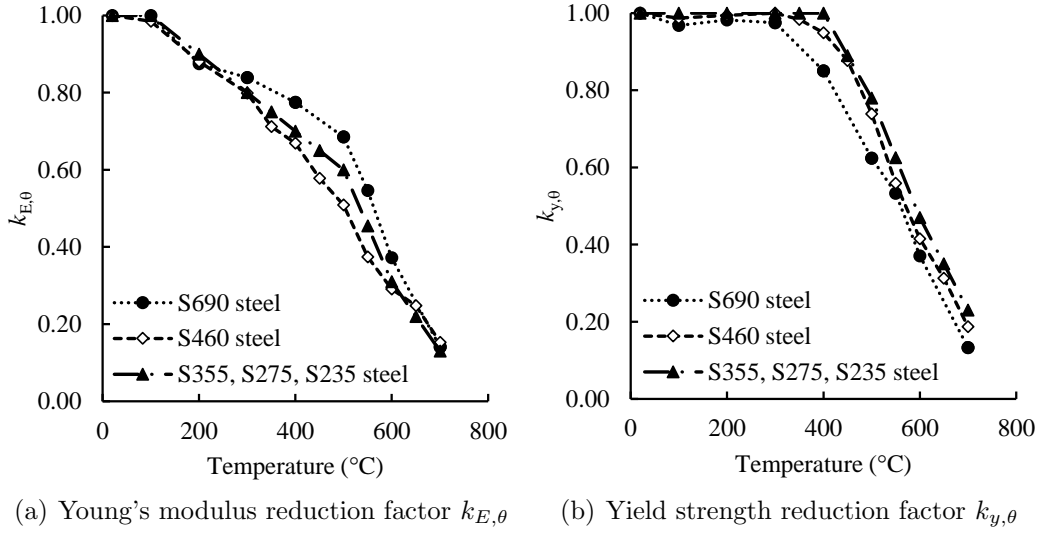 1.00
0.80
0.60
0.40
0.20
0.00
k_{E,θ}
S690 steel
S460 steel
S355, S275, S235 steel
0 200 400 600 800
Temperature (°C)
(a) Young's modulus reduction factor k_{E,θ}
1.00
0.80
0.60
0.40
0.20
0.00
k_{y,θ}
S690 steel
S460 steel
S355, S275, S235 steel
0 200 400 600 800
Temperature (°C)
(b) Yield strength reduction factor k_{y,θ}